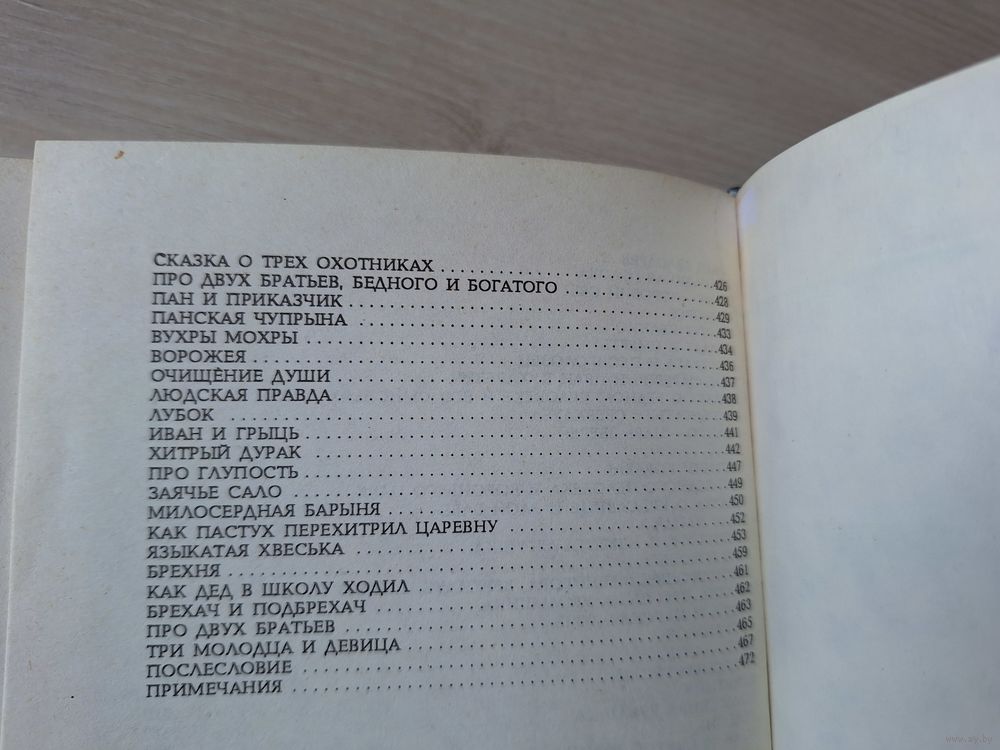 СКАЗКА О ТРЕХ ОХОТНИКАХ ........ 426
ПРО ДВУХ БРАТЬЕВ, БЕДНОГО И БОГАТОГО ........ 428
ПАН И ПРИКАЗЧИК ........ 429
ПАНСКАЯ ЧУПРЫНА ........ 433
ВУХРЫ МОХРЫ ........ 434
ВОРОЖЕЯ ........ 436
ОЧИЩЕНИЕ ДУШИ ........ 437
ЛЮДСКАЯ ПРАВДА ........ 438
ЛУБОК ........ 439
ИВАН И ГРЫЦЬ ........ 441
ХИТРЫЙ ДУРАК ........ 442
ПРО ГЛУПОСТЬ ........ 447
ЗАЯЧЬЕ САЛО ........ 449
МИЛОСЕРДНАЯ БАРЫНЯ ........ 450
КАК ПАСТУХ ПЕРЕХИТРИЛ ЦАРЕВНУ ........ 452
ЯЗЫКАТАЯ ХВЕСЬКА ........ 453
БРЕХНЯ ........ 459
КАК ДЕД В ШКОЛУ ХОДИЛ ........ 461
БРЕХАЧ И ПОДБРЕХАЧ ........ 462
ПРО ДВУХ БРАТЬЕВ ........ 463
ТРИ МОЛОДЦА И ДЕВИЦА ........ 465
ПОСЛЕСЛОВИЕ ........ 467
ПРИМЕЧАНИЯ ........ 472
www.ay.by